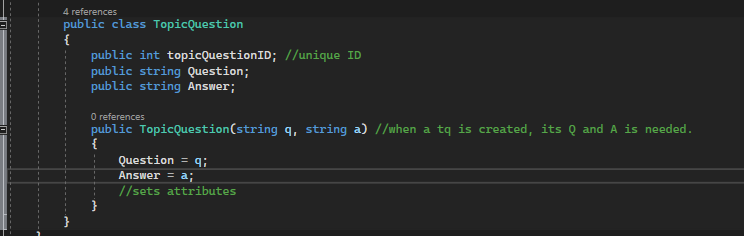 4 references
public class TopicQuestion
{
public int topicQuestionID; //unique ID
public string Question;
public string Answer;
0 references
public TopicQuestion(string q, string a) //when a tq is created, its Q and A is needed.
{
Question = q;
Answer = a;
//sets attributes
}
}
}